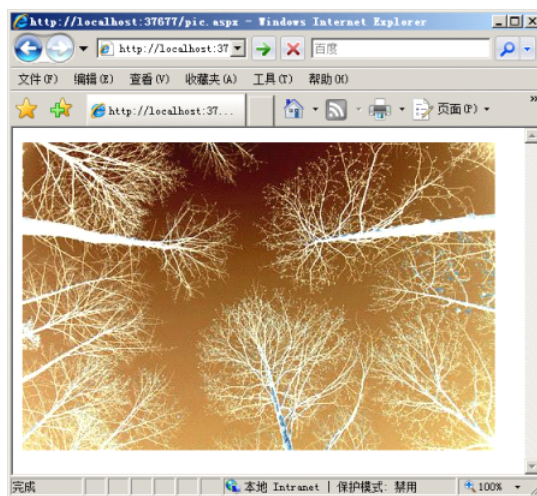 http://localhost:37677/pic.aspx - Windows Internet Explorer
http://localhost:37
百度
文件(F) 编辑(E) 查看(V) 收藏夹(A) 工具(T) 帮助(H)
http://localhost:37... 页面(P) »
完成 本地 Intranet | 保护模式: 禁用 100%